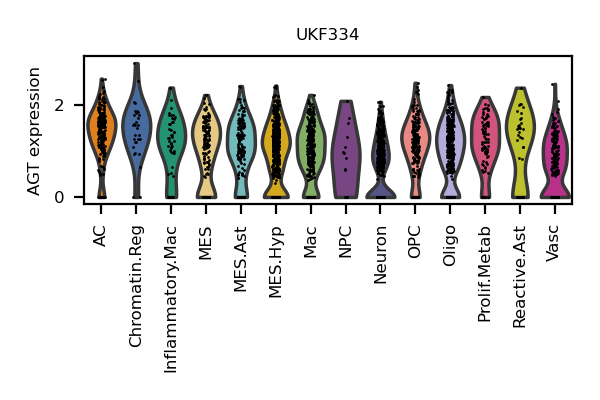 UKF334
AGT expression
2
0
AC
Chromatin.Reg
Inflammatory.Mac
MES
MES.Ast
MES.Hyp
Mac
NPC
Neuron
OPC
Oligo
Prolif.Metab
Reactive.Ast
Vasc